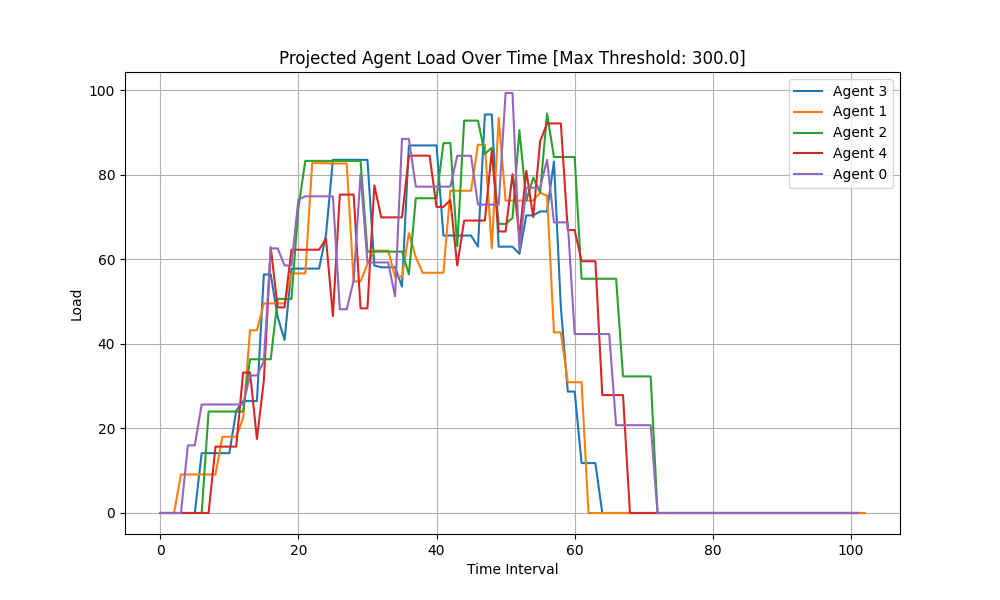 Projected Agent Load Over Time [Max Threshold: 300.0]
Load
100
80
60
40
20
0
Agent 3
Agent 1
Agent 2
Agent 4
Agent 0
0 20 40 60 80 100
Time Interval